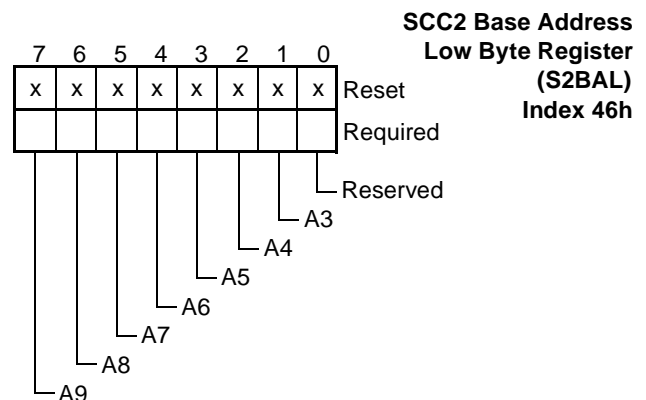 SCC2 Base Address
Low Byte Register
(S2BAL)
Index 46h
7 6 5 4 3 2 1 0
x x x x x x x x Reset
Required
Reserved
A3
A4
A5
A6
A7
A8
A9